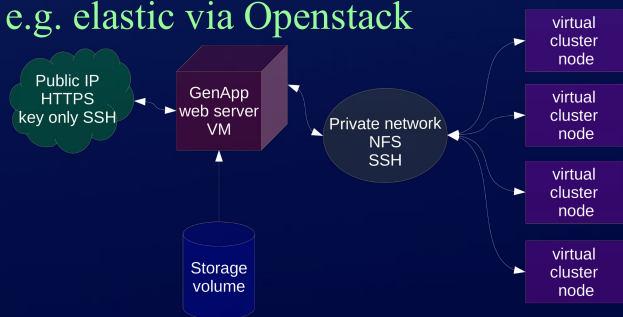 e.g. elastic via Openstack
Public IP
HTTPS
key only SSH
GenApp
web server
VM
Private network
NFS
SSH
Storage
volume
virtual
cluster
node
virtual
cluster
node
virtual
cluster
node
virtual
cluster
node